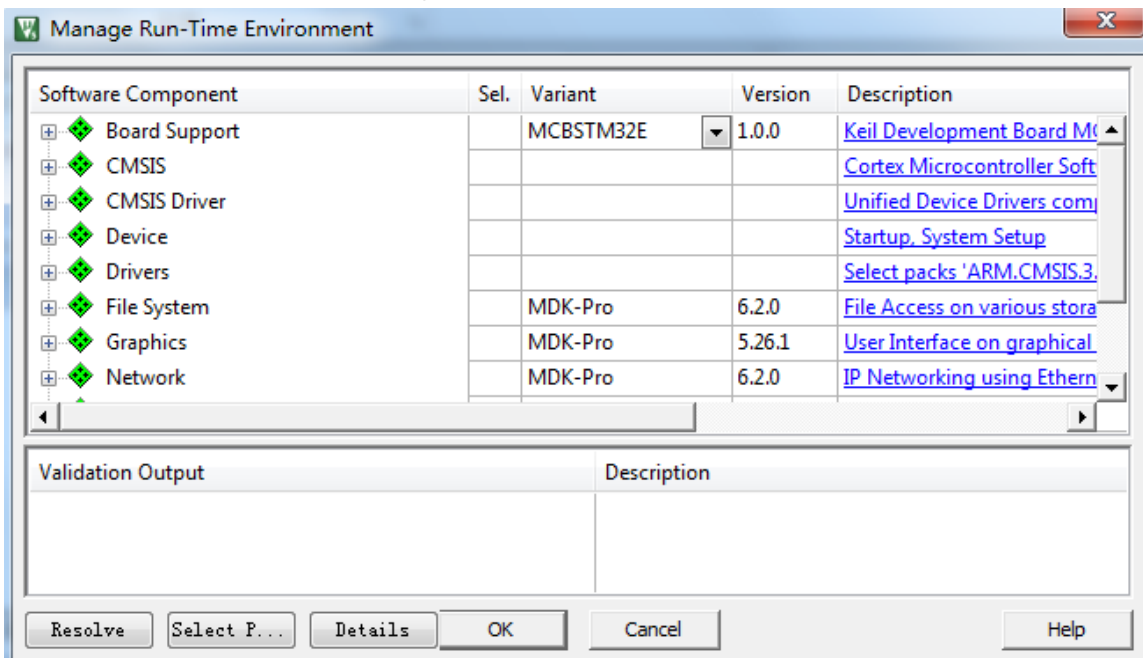 Manage Run-Time Environment
Software Component Sel. Variant Version Description
Board Support MCBSTM32E 1.0.0 Keil Development Board MC
CMSIS Cortex Microcontroller Soft
CMSIS Driver Unified Device Drivers comp
Device Startup, System Setup
Drivers Select packs 'ARM.CMSIS.3.
File System MDK-Pro 6.2.0 File Access on various stora
Graphics MDK-Pro 5.26.1 User Interface on graphical
Network MDK-Pro 6.2.0 IP Networking using Ethern
Validation Output Description
Resolve Select P... Details OK Cancel Help